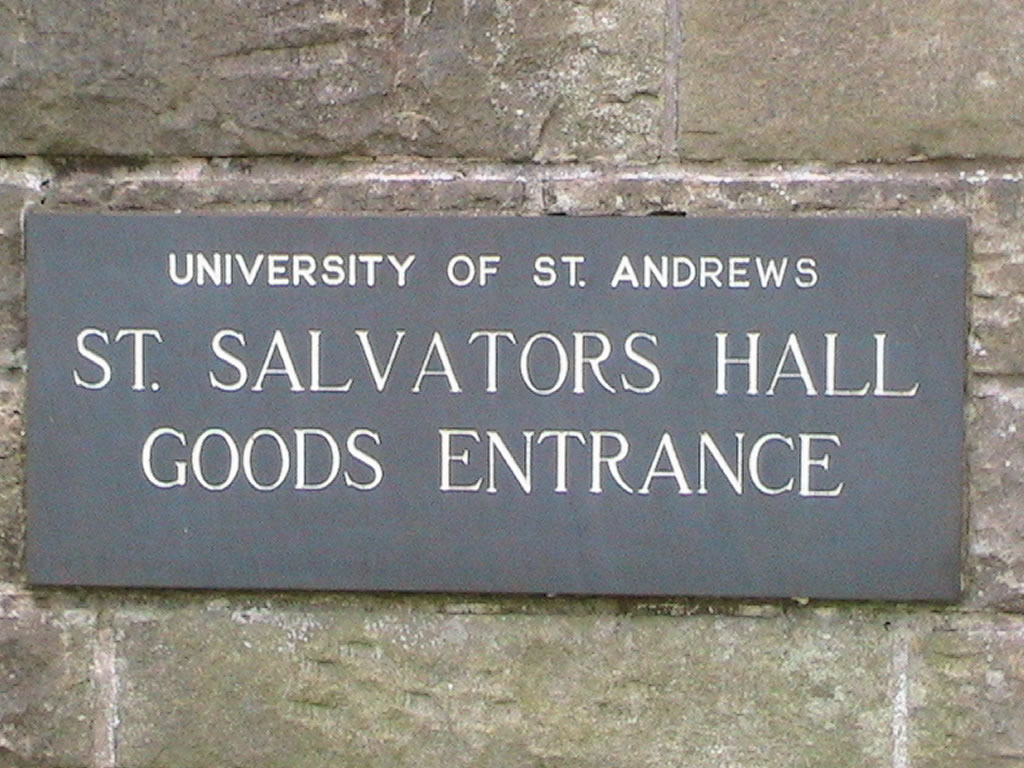 UNIVERSITY OF ST. ANDREWS
ST. SALVATORS HALL
GOODS ENTRANCE